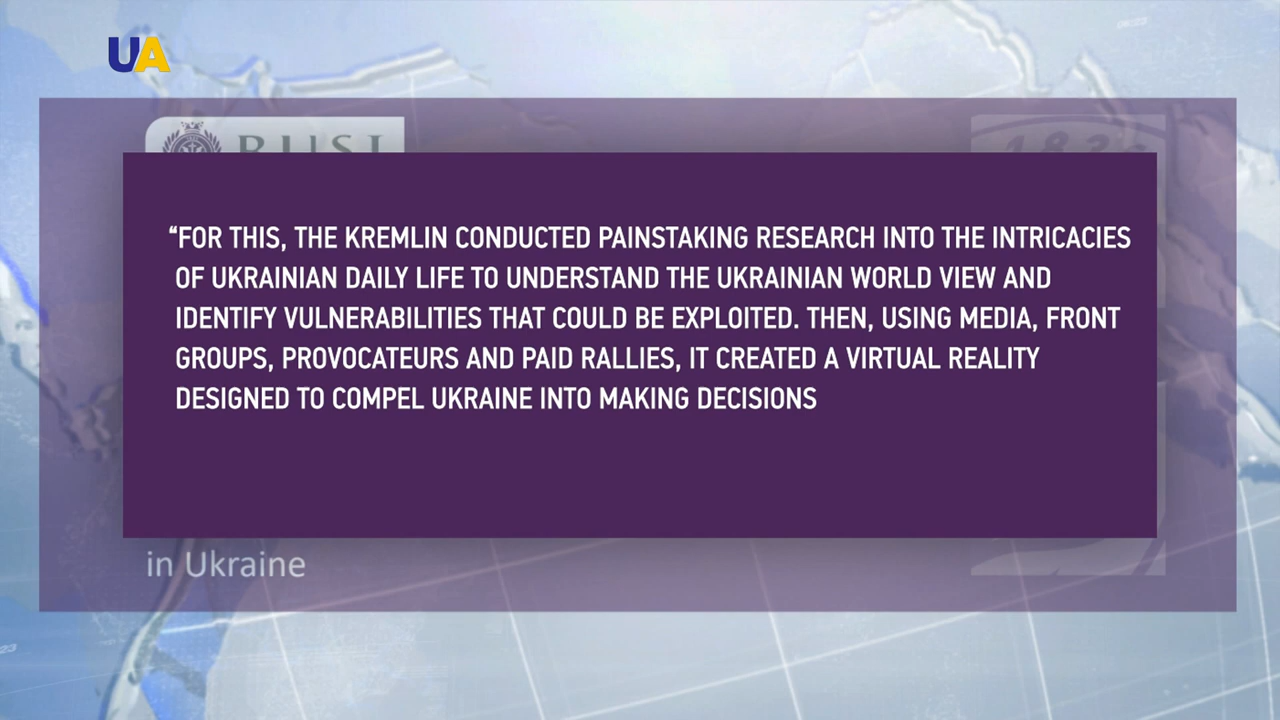 UA
RUSI
“FOR THIS, THE KREMLIN CONDUCTED PAINSTAKING RESEARCH INTO THE INTRICACIES
OF UKRAINIAN DAILY LIFE TO UNDERSTAND THE UKRAINIAN WORLD VIEW AND
IDENTIFY VULNERABILITIES THAT COULD BE EXPLOITED. THEN, USING MEDIA, FRONT
GROUPS, PROVOCATEURS AND PAID RALLIES, IT CREATED A VIRTUAL REALITY
DESIGNED TO COMPEL UKRAINE INTO MAKING DECISIONS
in Ukraine